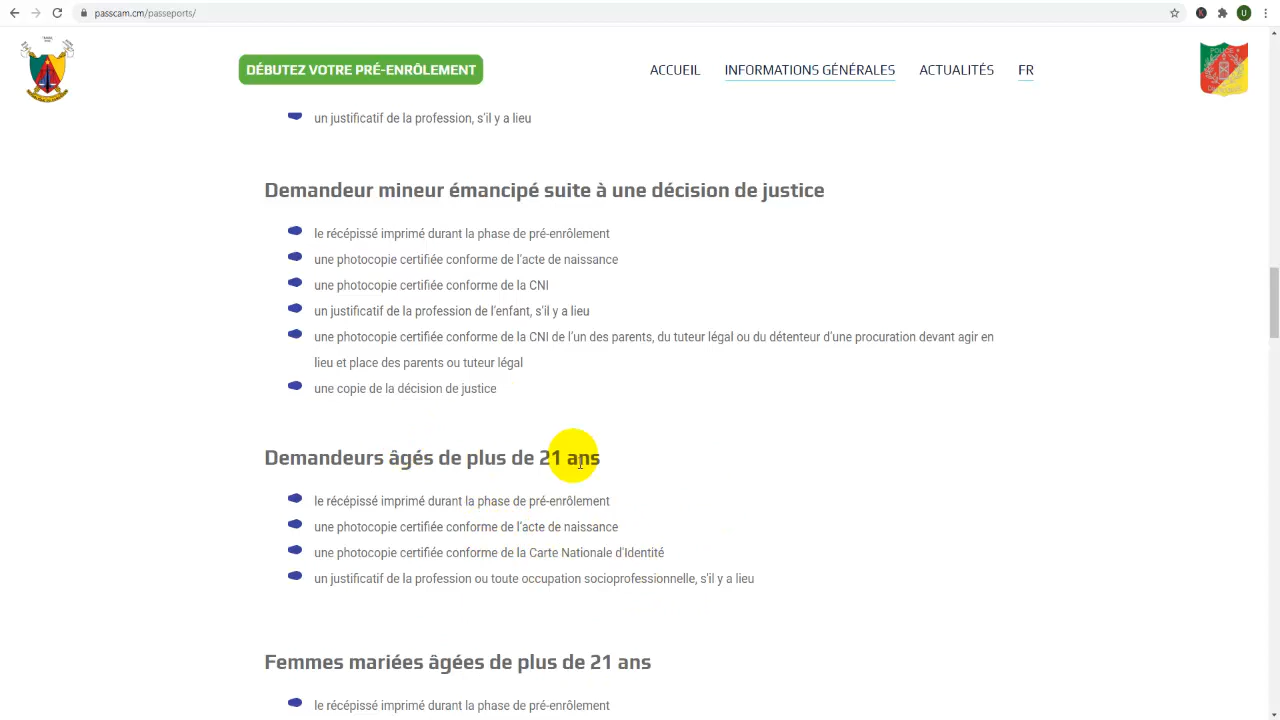 passcam.cm/passeports/
U
DÉBUTEZ VOTRE PRÉ-ENRÔLEMENT
ACCUEIL
INFORMATIONS GÉNÉRALES
ACTUALITÉS
FR
POLICE
un justificatif de la profession, s'il y a lieu
Demandeur mineur émancipé suite à une décision de justice
le récépissé imprimé durant la phase de pré-enrôlement
une photocopie certifiée conforme de l'acte de naissance
une photocopie certifiée conforme de la CNI
un justificatif de la profession de l'enfant, s'il y a lieu
une photocopie certifiée conforme de la CNI de l'un des parents, du tuteur légal ou du détenteur d'une procuration devant agir en
lieu et place des parents ou tuteur légal
une copie de la décision de justice
Demandeurs âgés de plus de 21 ans
le récépissé imprimé durant la phase de pré-enrôlement
une photocopie certifiée conforme de l'acte de naissance
une photocopie certifiée conforme de la Carte Nationale d'Identité
un justificatif de la profession ou toute occupation socioprofessionnelle, s'il y a lieu
Femmes mariées âgées de plus de 21 ans
le récépissé imprimé durant la phase de pré-enrôlement